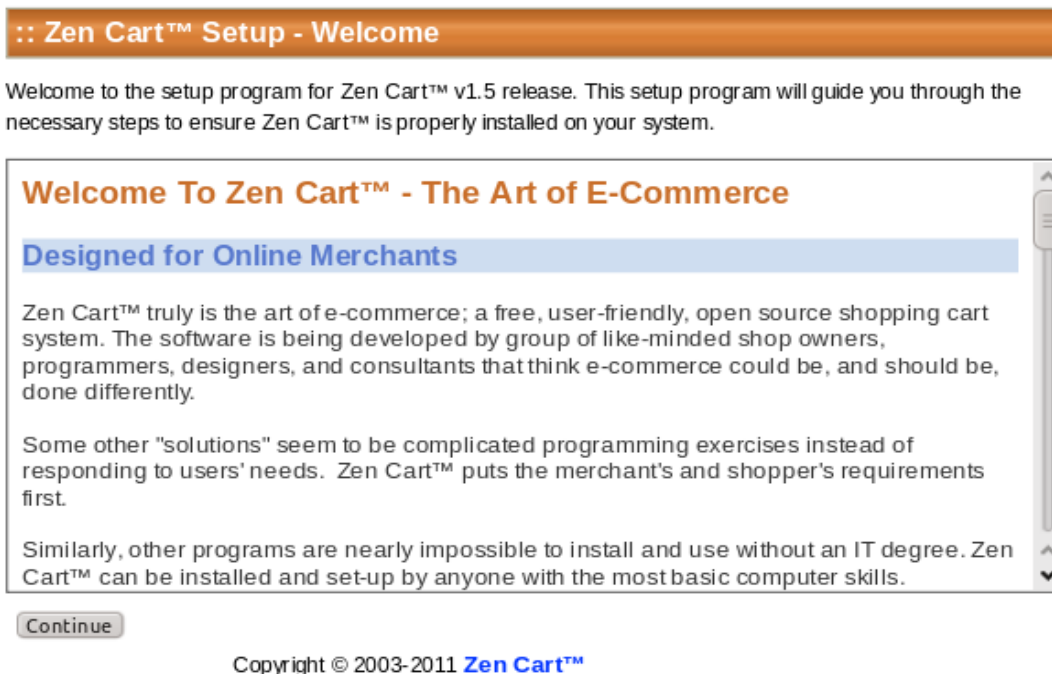 :: Zen Cart™ Setup - Welcome
Welcome to the setup program for Zen Cart™ v1.5 release. This setup program will guide you through the
necessary steps to ensure Zen Cart™ is properly installed on your system.
Welcome To Zen Cart™ - The Art of E-Commerce
Designed for Online Merchants
Zen Cart™ truly is the art of e-commerce; a free, user-friendly, open source shopping cart
system. The software is being developed by group of like-minded shop owners,
programmers, designers, and consultants that think e-commerce could be, and should be,
done differently.
Some other "solutions" seem to be complicated programming exercises instead of
responding to users' needs.  Zen Cart™ puts the merchant's and shopper's requirements
first.
Similarly, other programs are nearly impossible to install and use without an IT degree. Zen
Cart™ can be installed and set-up by anyone with the most basic computer skills.
Continue
Copyright © 2003-2011 Zen Cart™